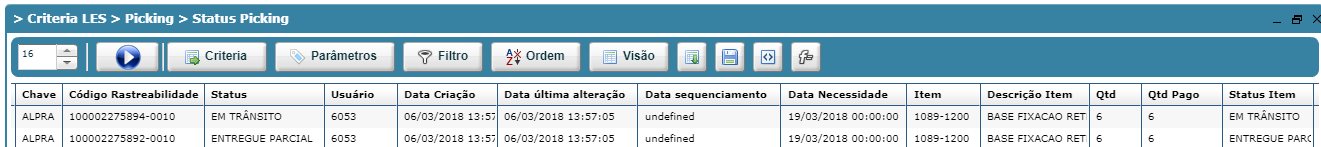 > Criteria LES > Picking > Status Picking
16 Criteria Parâmetros Filtro Ordem Visão
Chave Código Rastreabilidade Status Usuário Data Criação Data última alteração Data sequenciamento Data Necessidade Item Descrição Item Qtd Qtd Pago Status Item
ALPRA 100002275894-0010 EM TRÂNSITO 6053 06/03/2018 13:57 06/03/2018 13:57:05 undefined 19/03/2018 00:00:00 1089-1200 BASE FIXACAO RET 6 6 EM TRÂNSITO
ALPRA 100002275892-0010 ENTREGUE PARCIAL 6053 06/03/2018 13:57 06/03/2018 13:57:05 undefined 19/03/2018 00:00:00 1089-1200 BASE FIXACAO RET 6 6 ENTREGUE PARC